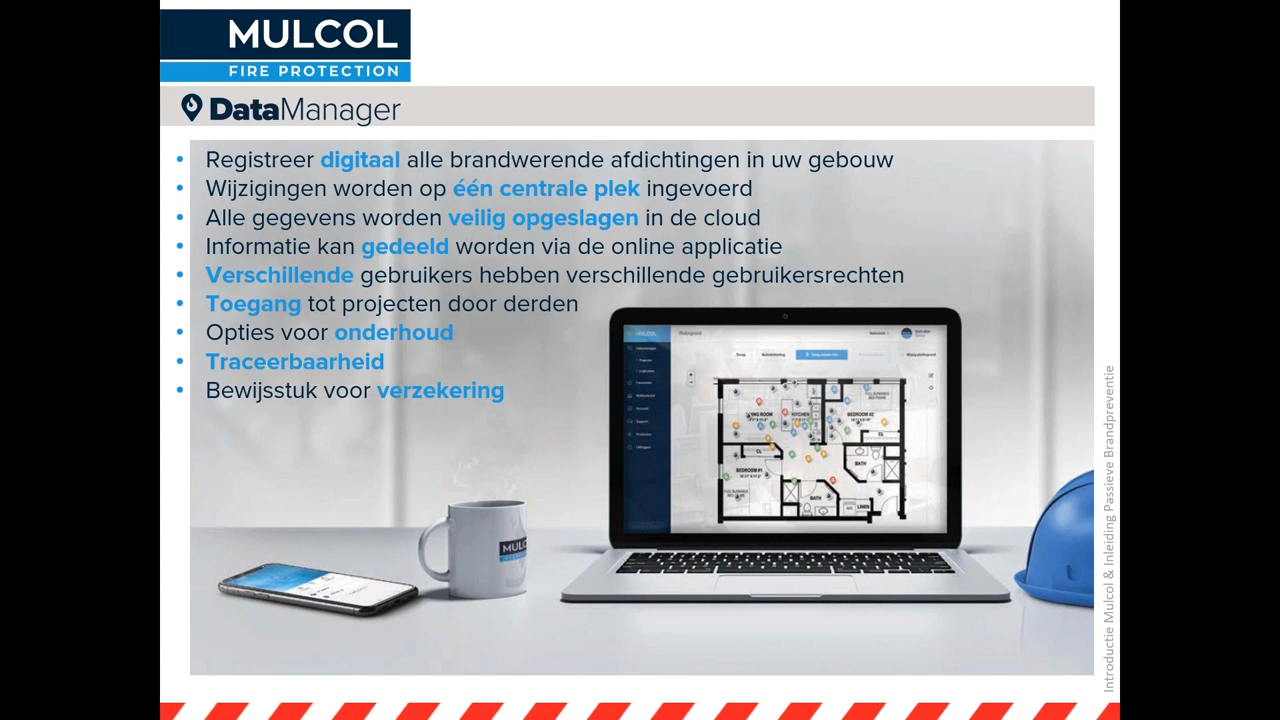 MULCOL
FIRE PROTECTION
DataManager
• Registreer digitaal alle brandwerende afdichtingen in uw gebouw
• Wijzigingen worden op één centrale plek ingevoerd
• Alle gegevens worden veilig opgeslagen in de cloud
• Informatie kan gedeeld worden via de online applicatie
• Verschillende gebruikers hebben verschillende gebruikersrechten
• Toegang tot projecten door derden
• Opties voor onderhoud
• Traceerbaarheid
• Bewijsstuk voor verzekering
MULCOL
KITCHEN
BEDROOM #2
CL
CL
BATH
BEDROOM #1
BATH
LINEN
MULCO
Introductie Mulcol & Inleiding Passieve Brandpreventie